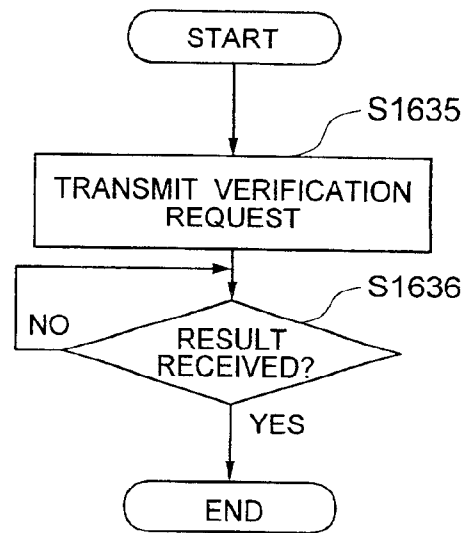 START
S1635
TRANSMIT VERIFICATION
REQUEST
S1636
NO
RESULT
RECEIVED?
YES
END